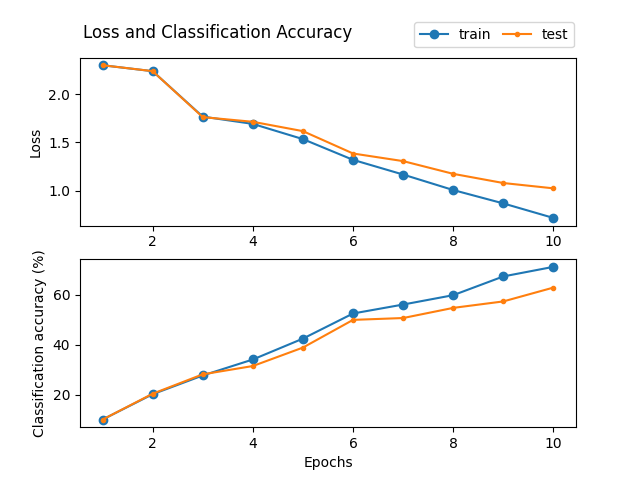 Loss and Classification Accuracy
train
test
Loss
2.0
1.5
1.0
2 4 6 8 10
Classification accuracy (%)
60
40
20
2 4 6 8 10
Epochs